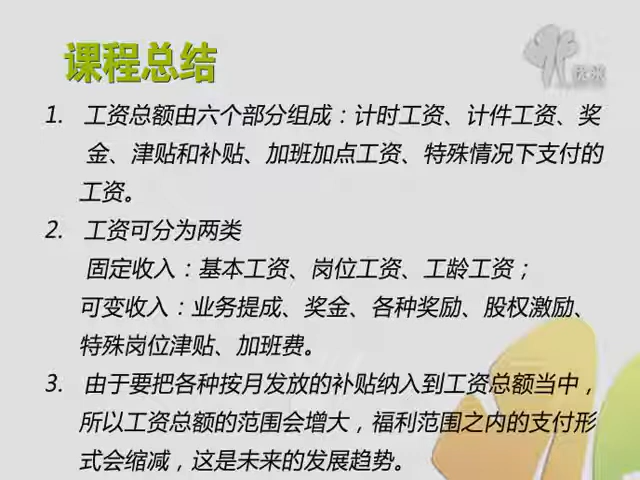 课程总结
优米
1. 工资总额由六个部分组成：计时工资、计件工资、奖
金、津贴和补贴、加班加点工资、特殊情况下支付的
工资。
2. 工资可分为两类
固定收入：基本工资、岗位工资、工龄工资；
可变收入：业务提成、奖金、各种奖励、股权激励、
特殊岗位津贴、加班费。
3. 由于要把各种按月发放的补贴纳入到工资总额当中，
所以工资总额的范围会增大，福利范围之内的支付形
式会缩减，这是未来的发展趋势。